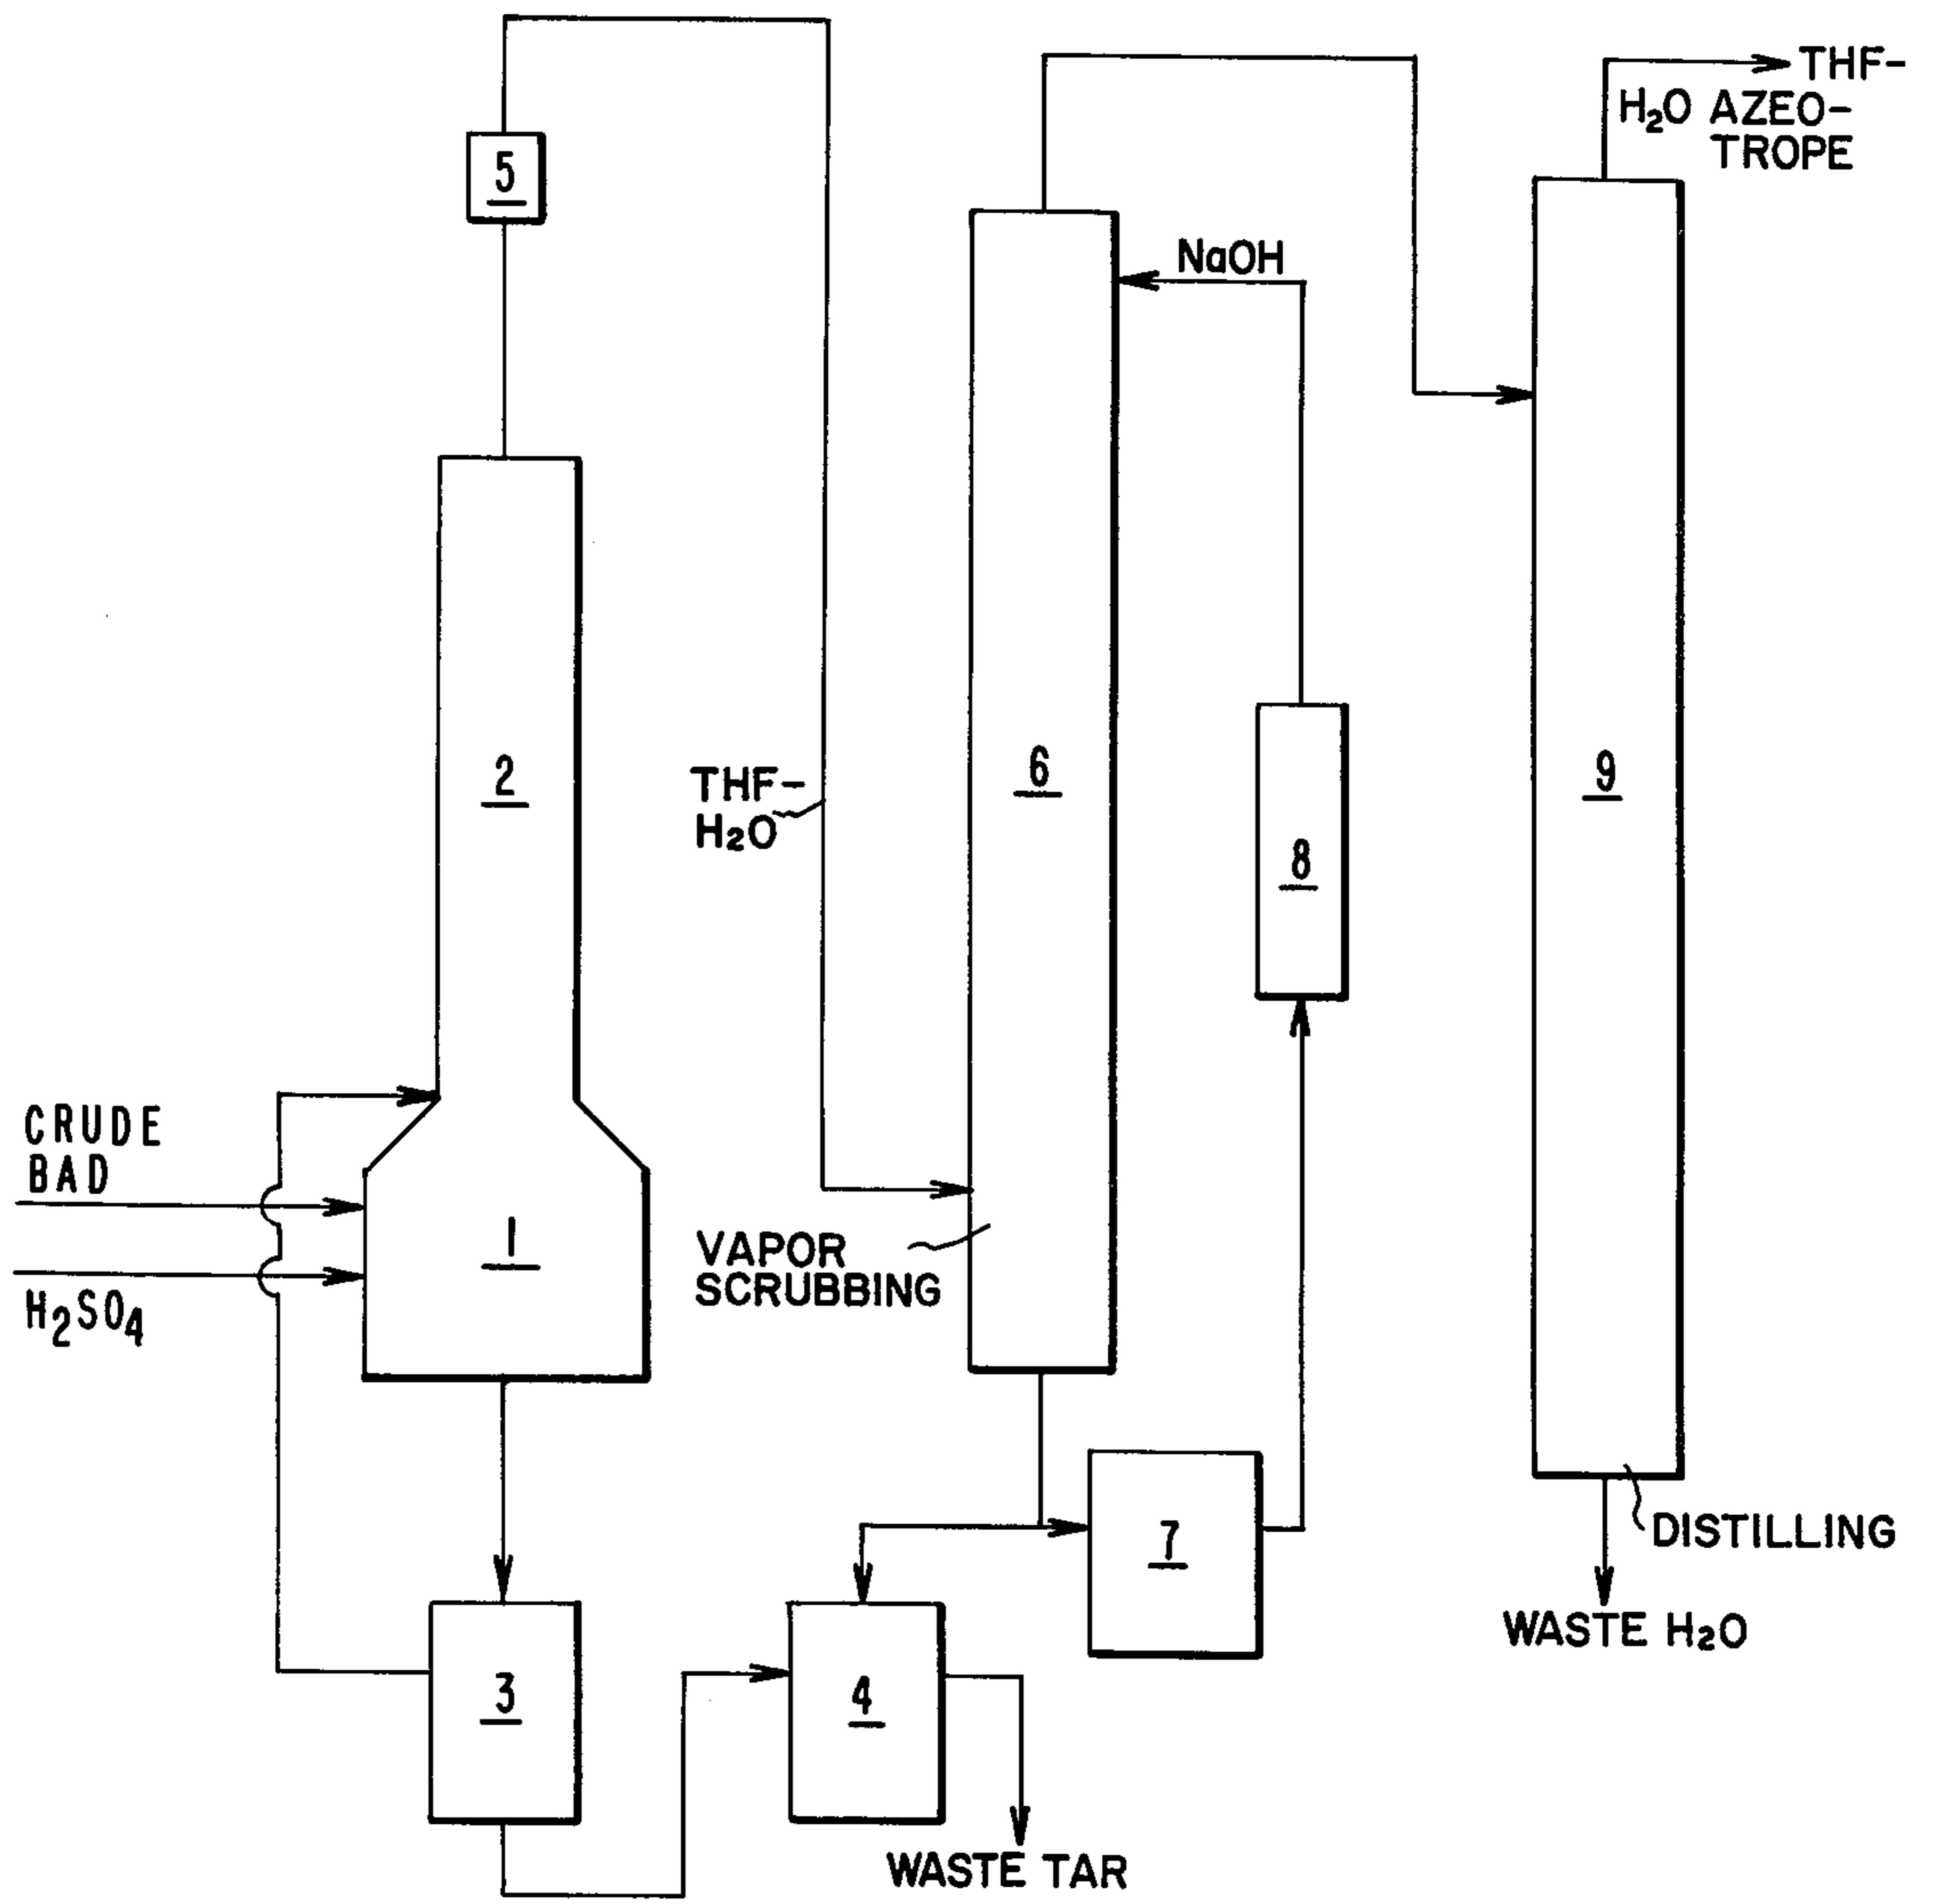 THF-
H₂O AZEO-
TROPE
5
NaOH
2
THF-
H₂O
6
8
9
CRUDE
BAD
1
H₂SO₄
VAPOR
SCRUBBING
7
DISTILLING
3
4
WASTE H₂O
WASTE TAR